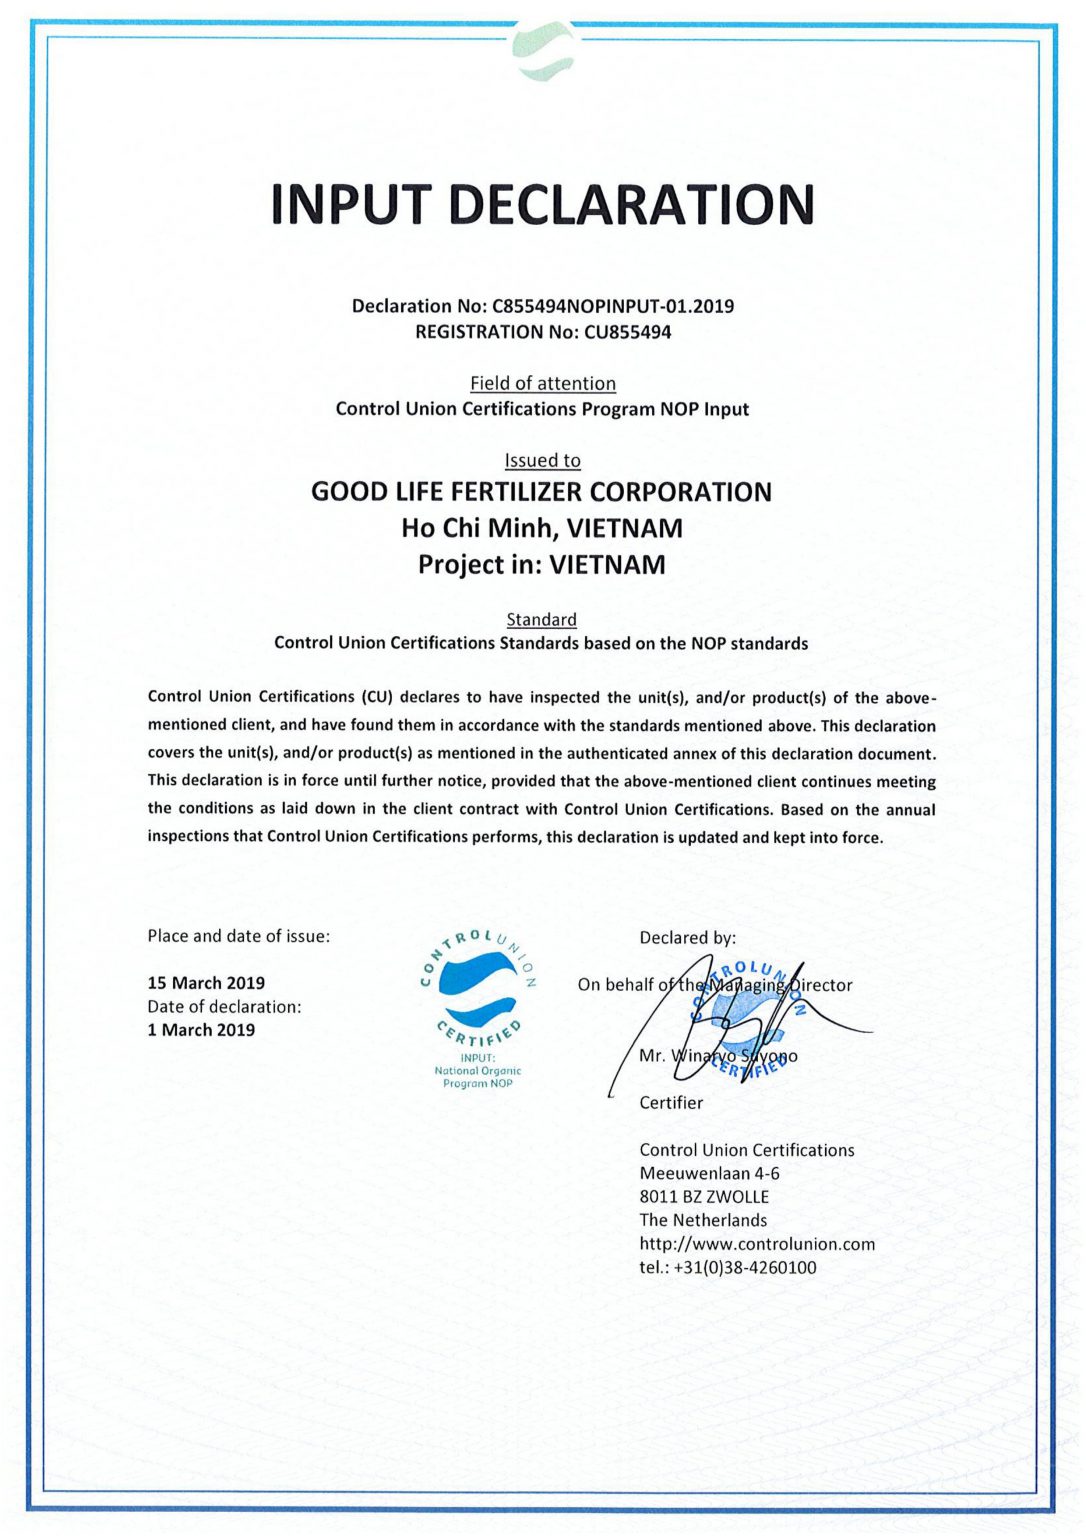 INPUT DECLARATION
Declaration No: C855494NOPINPUT-01.2019
REGISTRATION No: CU855494
Field of attention
Control Union Certifications Program NOP Input
Issued to
GOOD LIFE FERTILIZER CORPORATION
Ho Chi Minh, VIETNAM
Project in: VIETNAM
Standard
Control Union Certifications Standards based on the NOP standards
Control Union Certifications (CU) declares to have inspected the unit(s), and/or product(s) of the above-
mentioned client, and have found them in accordance with the standards mentioned above. This declaration
covers the unit(s), and/or product(s) as mentioned in the authenticated annex of this declaration document.
This declaration is in force until further notice, provided that the above-mentioned client continues meeting
the conditions as laid down in the client contract with Control Union Certifications. Based on the annual
inspections that Control Union Certifications performs, this declaration is updated and kept into force.
Place and date of issue:
15 March 2019
Date of declaration:
1 March 2019
CONTROLUNION
CERTIFIED
INPUT:
National Organic
Program NOP
Declared by:
On behalf of the Managing Director
CONTROLUNION
CERTIFIED
Mr. Winaryo Suyono
Certifier
Control Union Certifications
Meeuwenlaan 4-6
8011 BZ ZWOLLE
The Netherlands
http://www.controlunion.com
tel.: +31(0)38-4260100